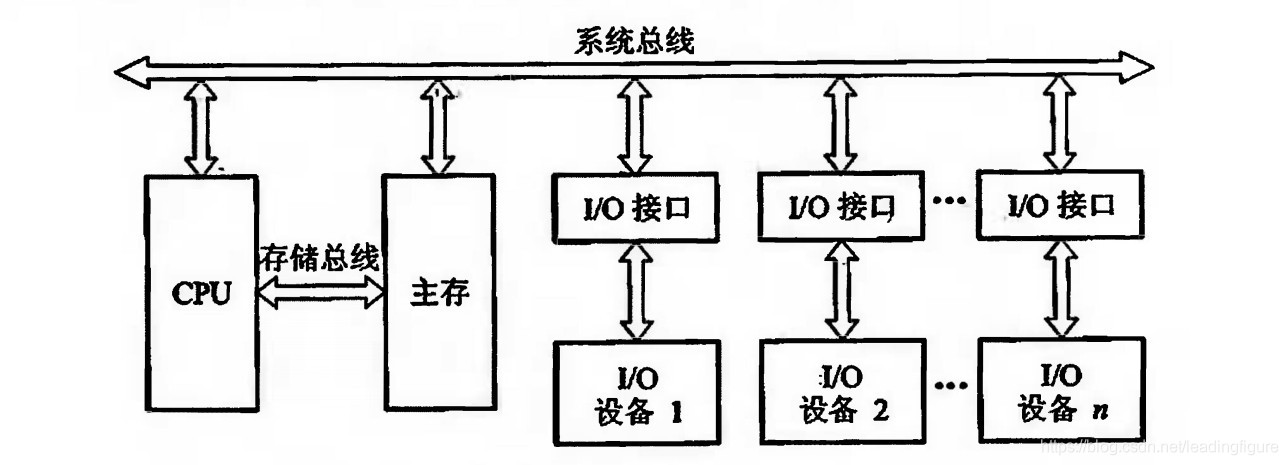 系统总线
I/O 接口
I/O 接口
•••
I/O 接口
存储总线
CPU
主存
I/O
设备 1
I/O
设备 2
•••
I/O
设备 n
https://blog.csdn.net/leadingfigure